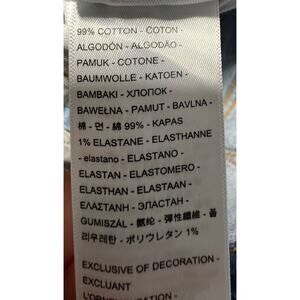 99% COTTON - COTON -
ALGODÓN - ALGODÃO -
PAMUK - COTONE -
BAUMWOLLE - KATOEN -
BAMBAKI - ХЛОПОК -
BAWEŁNA - PAMUT - BAVLNA -
棉 - 면 - 綿 99% - KAPAS
1% ELASTANE - ELASTHANNE
- elastano - ELASTANO -
ELASTAN - ELASTOMERO -
ELASTHAN - ELASTAAN -
ΕΛΑΣΤΑΝΗ - ЭЛАСТАН -
GUMISZÁL - 氨纶 - 弾性繊維 - 폴
리우레탄 - ポリウレタン 1%
EXCLUSIVE OF DECORATION -
EXCLUANT